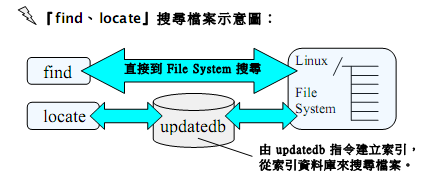 『find、locate』搜尋檔案示意圖：
find
直接到 File System 搜尋
Linux
File
System
locate
updatedb
由 updatedb 指令建立索引，
從索引資料庫來搜尋檔案。